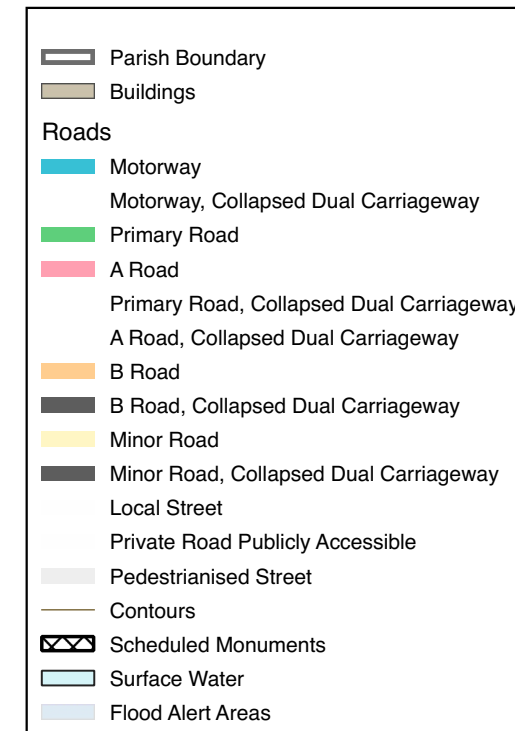 Parish Boundary
Buildings
Roads
Motorway
Motorway, Collapsed Dual Carriageway
Primary Road
A Road
Primary Road, Collapsed Dual Carriageway
A Road, Collapsed Dual Carriageway
B Road
B Road, Collapsed Dual Carriageway
Minor Road
Minor Road, Collapsed Dual Carriageway
Local Street
Private Road Publicly Accessible
Pedestrianised Street
Contours
Scheduled Monuments
Surface Water
Flood Alert Areas